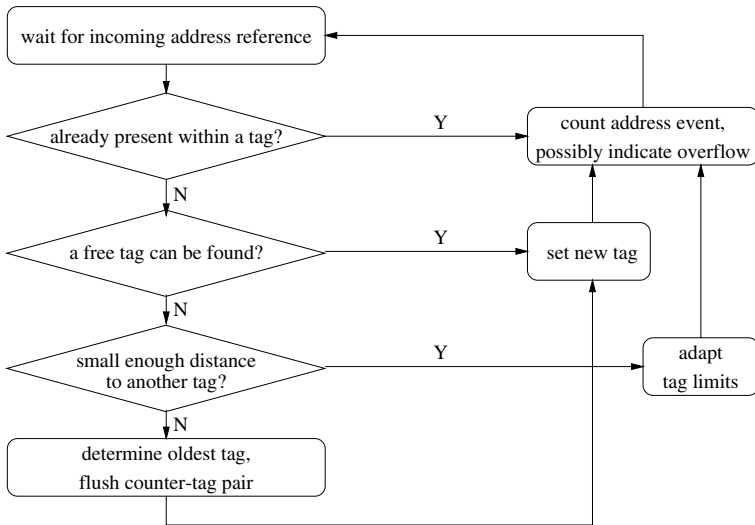 wait for incoming address reference
already present within a tag?
Y
count address event,
possibly indicate overflow
N
a free tag can be found?
Y
set new tag
N
small enough distance
to another tag?
Y
adapt
tag limits
N
determine oldest tag,
flush counter-tag pair